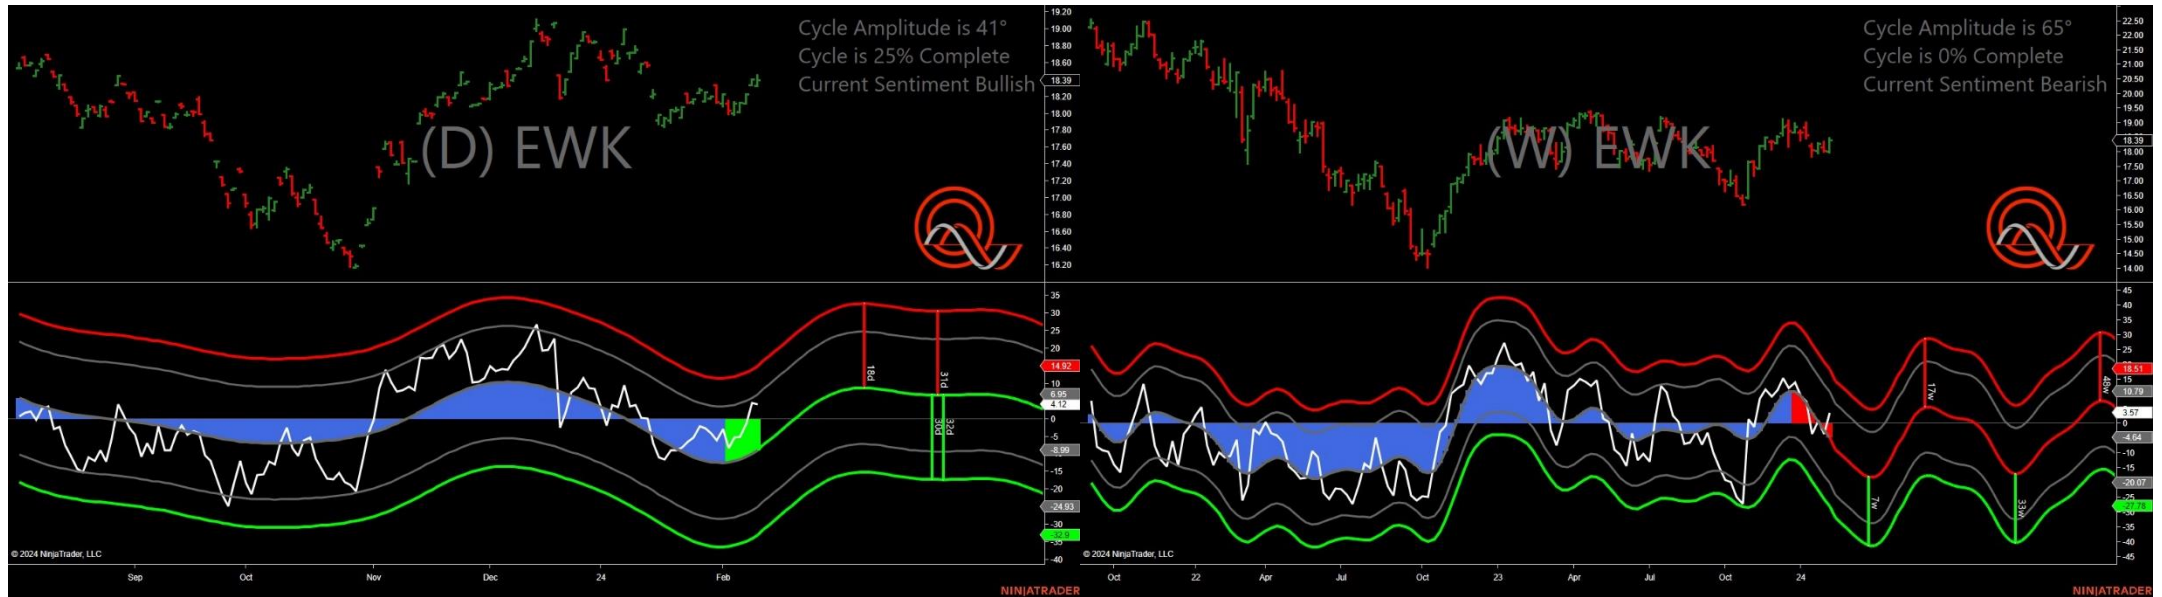 Cycle Amplitude is 41°
Cycle is 25% Complete
Current Sentiment Bullish
(D) EWK
19.20
19.00
18.80
18.60
18.39
18.20
18.00
17.80
17.60
17.40
17.20
17.00
16.80
16.60
16.40
16.20
35
30
25
20
14.92
10
6.95
4.12
0
-5
-8.99
-15
-20
-24.93
-30
-32.9
-35
-40
18d
31d
30d
32d
© 2024 NinjaTrader, LLC
Sep
Oct
Nov
Dec
24
Feb
NINJATRADER
Cycle Amplitude is 65°
Cycle is 0% Complete
Current Sentiment Bearish
(W) EWK
22.50
22.00
21.50
21.00
20.50
20.00
19.50
19.00
18.39
18.00
17.00
16.50
16.00
15.50
15.00
14.50
14.00
45
40
35
30
25
18.51
15
10.79
3.57
0
-4.64
-10
-15
-20.07
-25
-27.78
-30
-35
-40
-45
17w
48w
7w
33w
© 2024 NinjaTrader, LLC
Oct
22
Apr
Jul
Oct
23
Apr
Jul
Oct
24
NINJATRADER